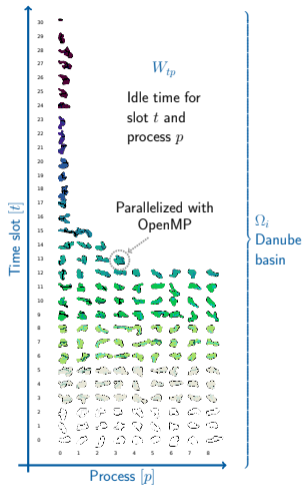 30
29
28
27
26
25
24
23
22
21
20
19
18
17
16
15
14
13
12
11
10
9
8
7
6
5
4
3
2
1
0
W_tp
Idle time for
slot t and
process p
Parallelized with
OpenMP
Ω_i
Danube
basin
Time slot [t]
0 1 2 3 4 5 6 7 8
Process [p]